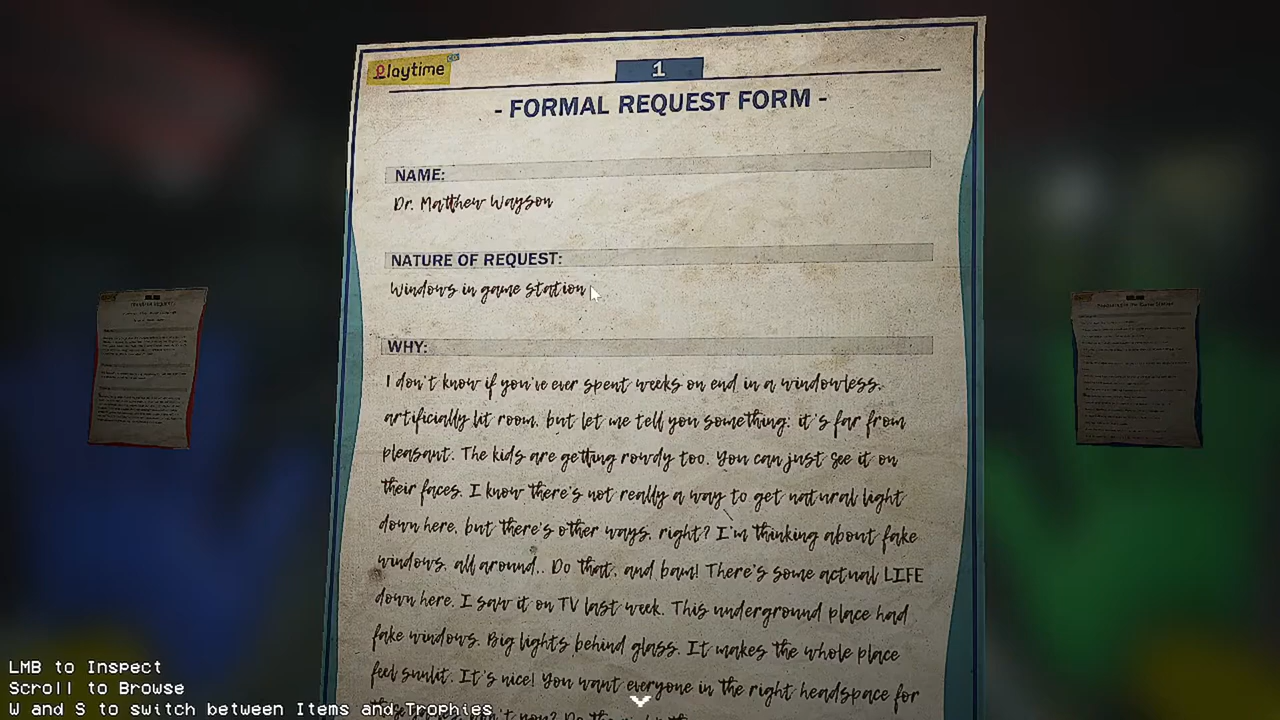 Playtime CO
1
- FORMAL REQUEST FORM -
NAME:
Dr. Matthew Wayson
NATURE OF REQUEST:
Windows in game station
WHY:
I don't know if you've ever spent weeks on end in a windowless,
artificially lit room, but let me tell you something: it's far from
pleasant. The kids are getting rowdy too. You can just see it on
their faces. I know there's not really a way to get natural light
down here, but there's other ways, right? I'm thinking about fake
windows, all around.. Do that, and bam! There's some actual LIFE
down here. I saw it on TV last week. This underground place had
fake windows. Big lights behind glass. It makes the whole place
feel sunlit. It's nice! You want everyone in the right headspace for
LMB to Inspect
Scroll to Browse
W and S to switch between Items and Trophies